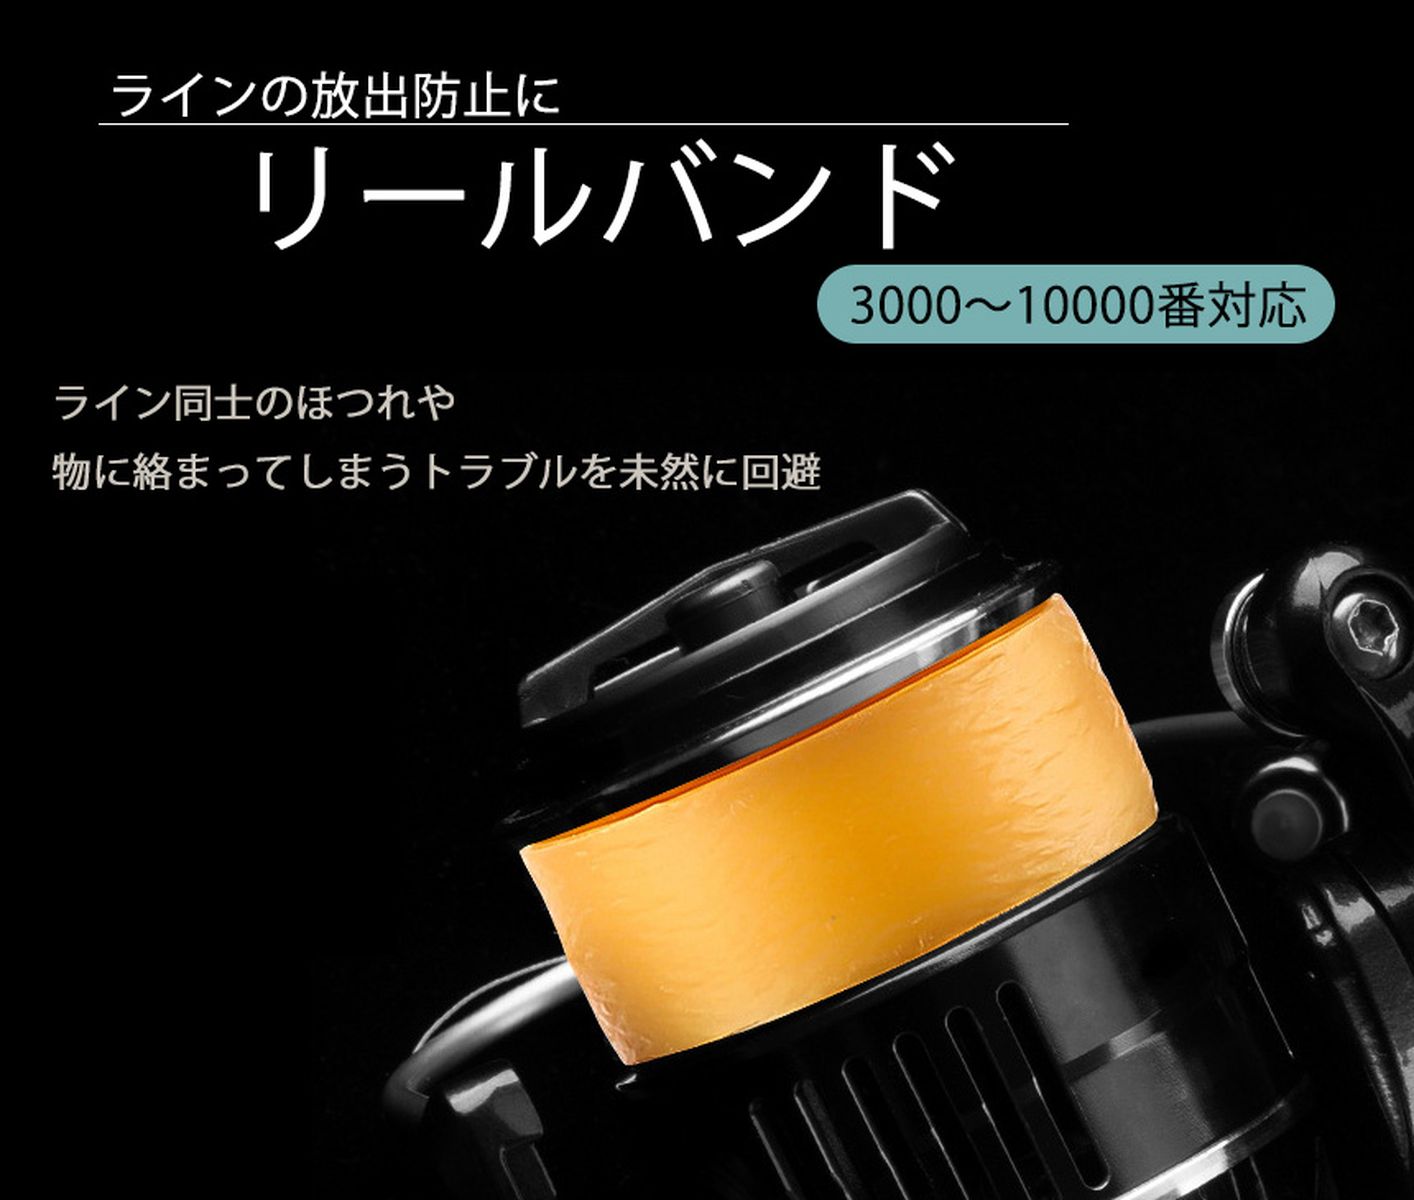 ラインの放出防止に
リールバンド
3000～10000番対応
ライン同士のほつれや
物に絡まってしまうトラブルを未然に回避